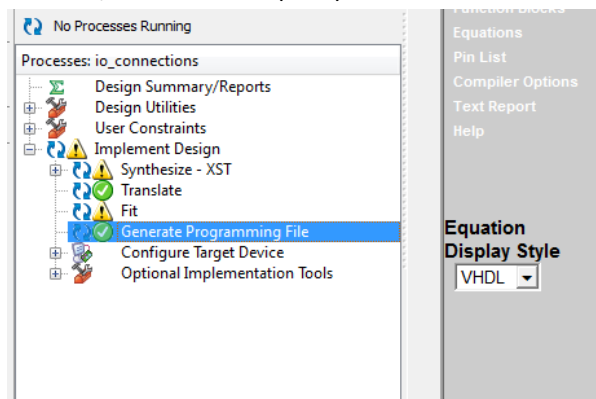 No Processes Running
Processes: io_connections
Design Summary/Reports
Design Utilities
User Constraints
Implement Design
Synthesize - XST
Translate
Fit
Generate Programming File
Configure Target Device
Optional Implementation Tools
Function Blocks
Equations
Pin List
Compiler Options
Text Report
Help
Equation
Display Style
VHDL